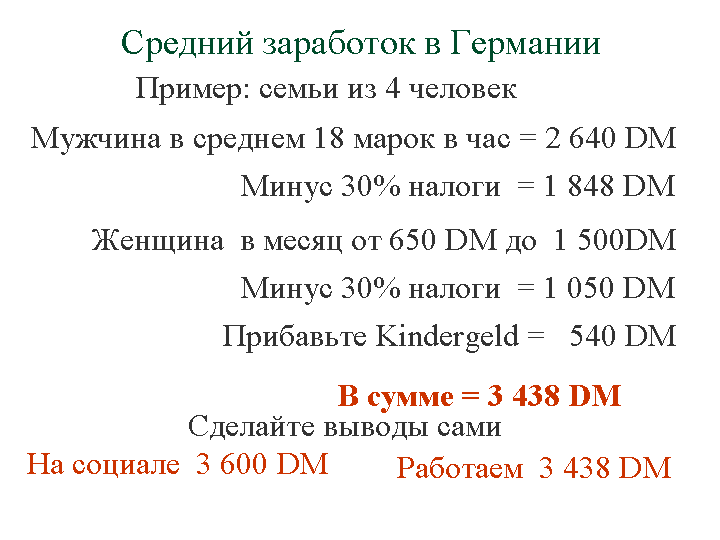 Средний заработок в Германии
Пример: семьи из 4 человек
Мужчина в среднем 18 марок в час = 2 640 DM
Минус 30% налоги = 1 848 DM
Женщина в месяц от 650 DM до 1 500DM
Минус 30% налоги = 1 050 DM
Прибавьте Kindergeld = 540 DM
В сумме = 3 438 DM
Сделайте выводы сами
На социале 3 600 DM Работаем 3 438 DM